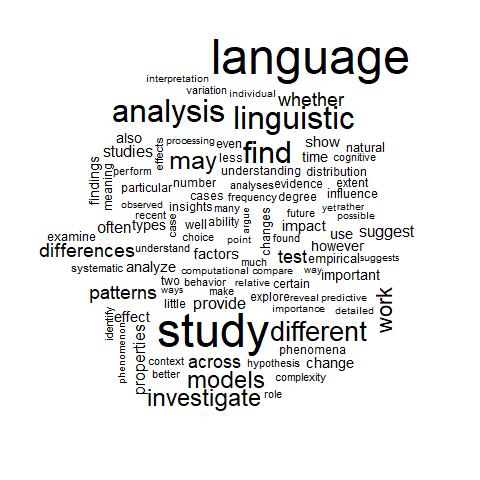 language
interpretation
variation individual
analysis whether
linguistic
also processing even show natural
studies effects may less find time cognitive
findings meaning perform understanding distribution
particular number analyses evidence extent
cases frequency degree influence
observed insights many yet rather
recent case argue changes future possible
often types well ability impact use suggest
examine choice point found however
differences understand factors much test empirical suggests
systematic analyze computational compare way important
two behavior relative certain
patterns ways make explore reveal predictive
little provide importance detailed work
identify effect
study different
phenomenon properties phenomena
context across hypothesis change
better models complexity
investigate role